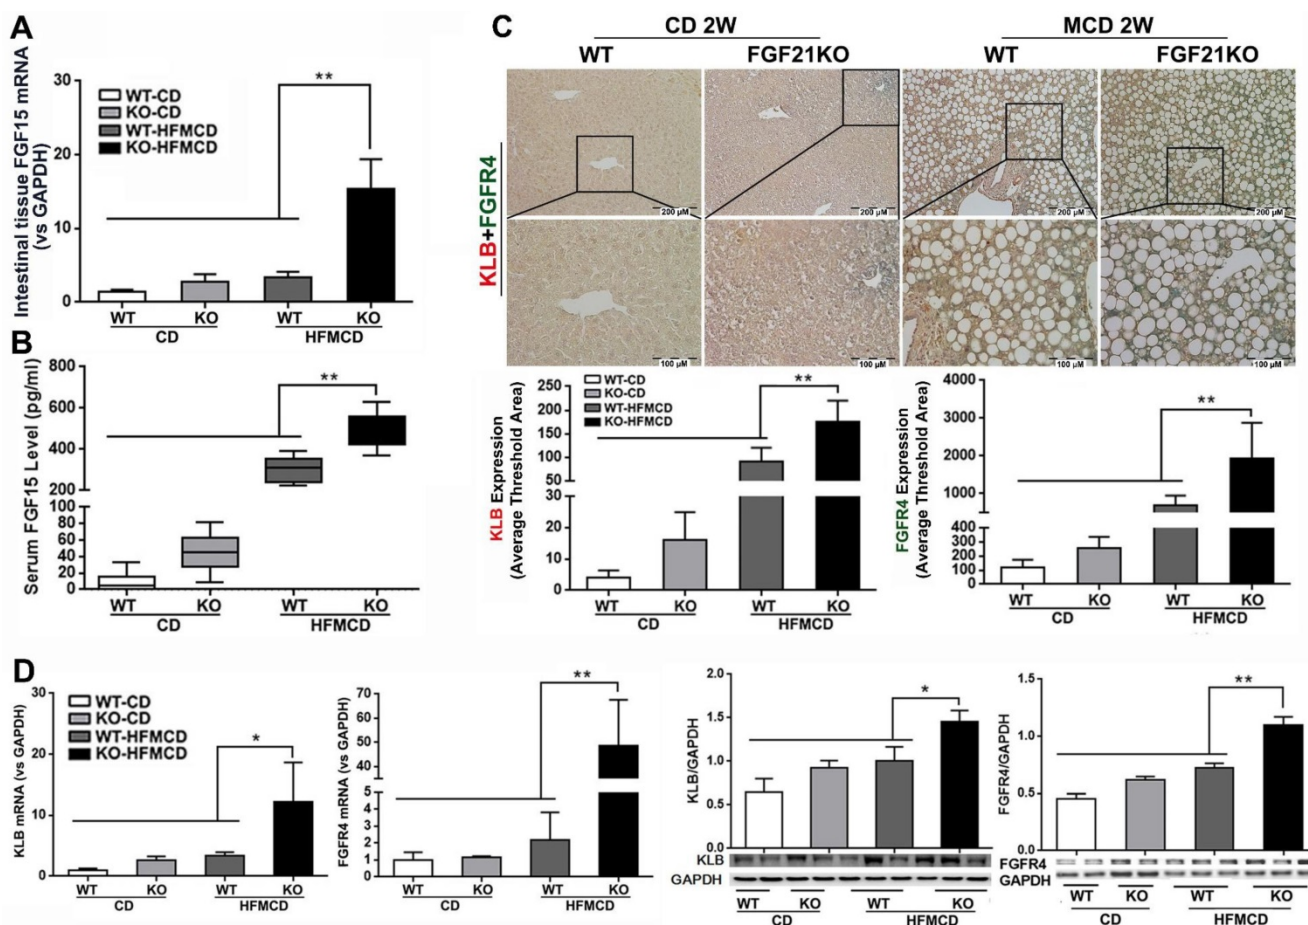 A
Intestinal tissue FGF15 mRNA
(vs GAPDH)
30
20
10
0
WT-CD
KO-CD
WT-HFMCD
KO-HFMCD
**
WT KO WT KO
CD HFMCD
B
Serum FGF15 Level (pg/ml)
800
600
400
200
100
80
60
40
20
0
**
WT KO WT KO
CD HFMCD
C
CD 2W MCD 2W
WT FGF21KO WT FGF21KO
KLB+FGFR4
200 µM 200 µM 200 µM 200 µM
100 µM 100 µM 100 µM 100 µM
KLB Expression
(Average Threshold Area)
250
200
150
100
50
30
20
10
0
WT-CD
KO-CD
WT-HFMCD
KO-HFMCD
**
WT KO WT KO
CD HFMCD
FGFR4 Expression
(Average Threshold Area)
4000
3000
2000
1000
400
300
200
100
0
**
WT KO WT KO
CD HFMCD
D
KLB mRNA (vs GAPDH)
30
20
10
0
WT-CD
KO-CD
WT-HFMCD
KO-HFMCD
*
WT KO WT KO
CD HFMCD
FGFR4 mRNA (vs GAPDH)
70
60
50
40
30
5
4
3
2
1
0
**
WT KO WT KO
CD HFMCD
KLB/GAPDH
2.0
1.5
1.0
0.5
0.0
*
KLB
GAPDH
WT KO WT KO
CD HFMCD
FGFR4/GAPDH
1.5
1.0
0.5
0.0
**
FGFR4
GAPDH
WT KO WT KO
CD HFMCD